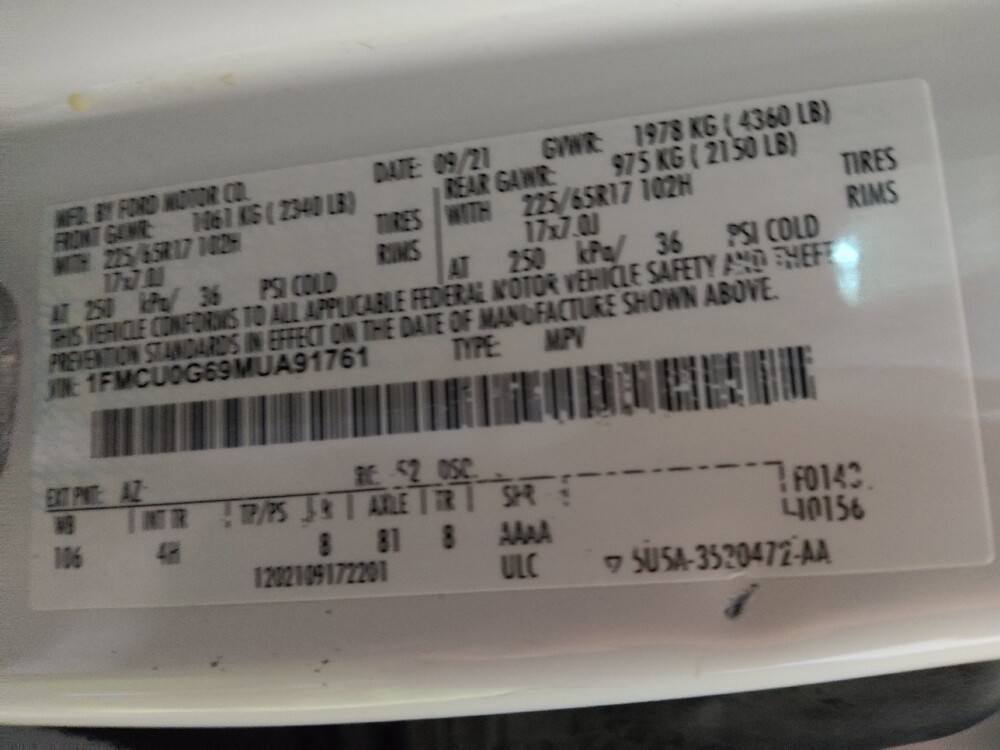 MFD. BY FORD MOTOR CO. DATE: 09/21 GVWR: 1978 KG ( 4360 LB)
FRONT GAWR: 1061 KG ( 2340 LB) REAR GAWR: 975 KG ( 2150 LB)
WITH 225/65R17 102H TIRES WITH 225/65R17 102H TIRES
17x7.0J RIMS 17x7.0J RIMS
AT 250 kPa/ 36 PSI COLD AT 250 kPa/ 36 PSI COLD
THIS VEHICLE CONFORMS TO ALL APPLICABLE FEDERAL MOTOR VEHICLE SAFETY AND THEFT
PREVENTION STANDARDS IN EFFECT ON THE DATE OF MANUFACTURE SHOWN ABOVE.
VIN: 1FMCU0G69MUA91761 TYPE: MPV
EXT PNT: AZ RC: 52 DSO:
WB INT TR TP/PS R AXLE TR SPR F0143
106 4H 8 81 8 AAAA 40156
1202109172201 ULC ▽ 5U5A-3520472-AA